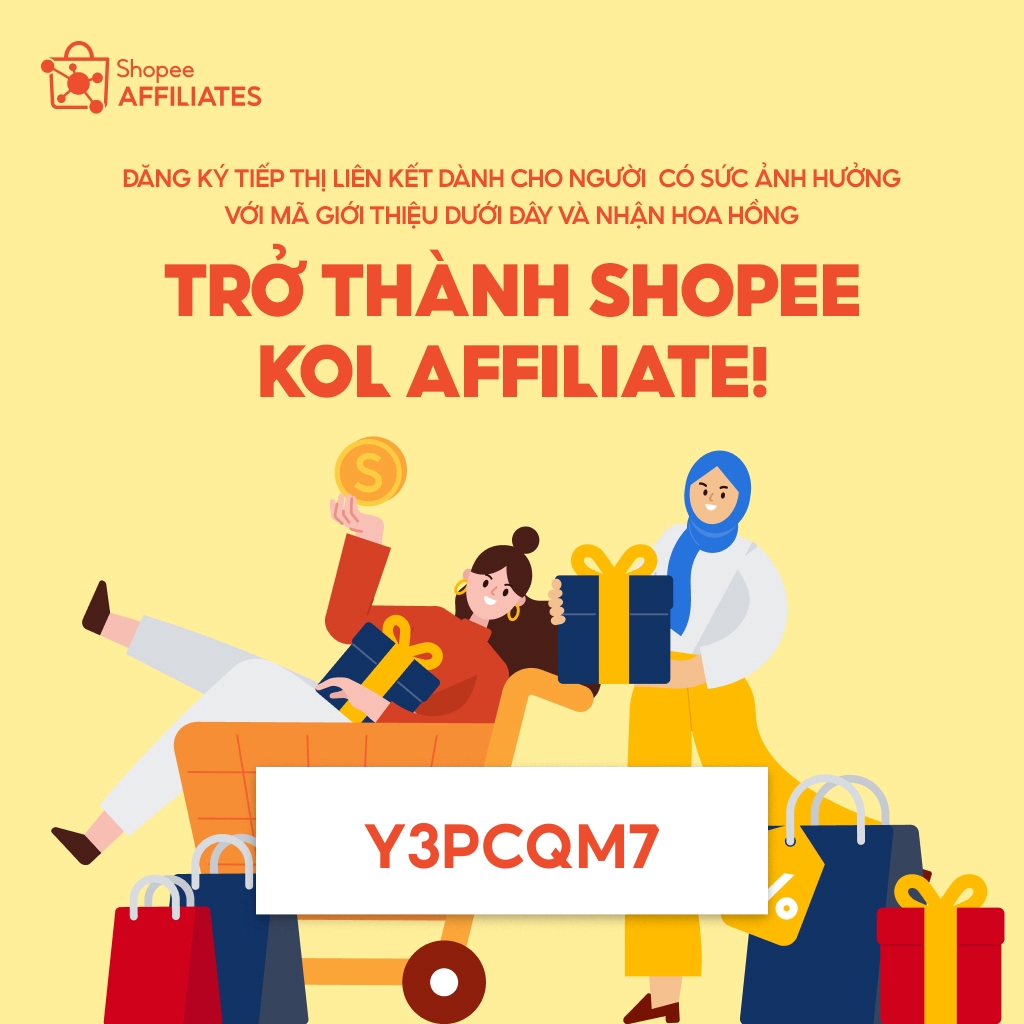 Shopee
AFFILIATES
ĐĂNG KÝ TIẾP THỊ LIÊN KẾT DÀNH CHO NGƯỜI CÓ SỨC ẢNH HƯỞNG
VỚI MÃ GIỚI THIỆU DƯỚI ĐÂY VÀ NHẬN HOA HỒNG
TRỞ THÀNH SHOPEE
KOL AFFILIATE!
S
Y3PCQM7
%